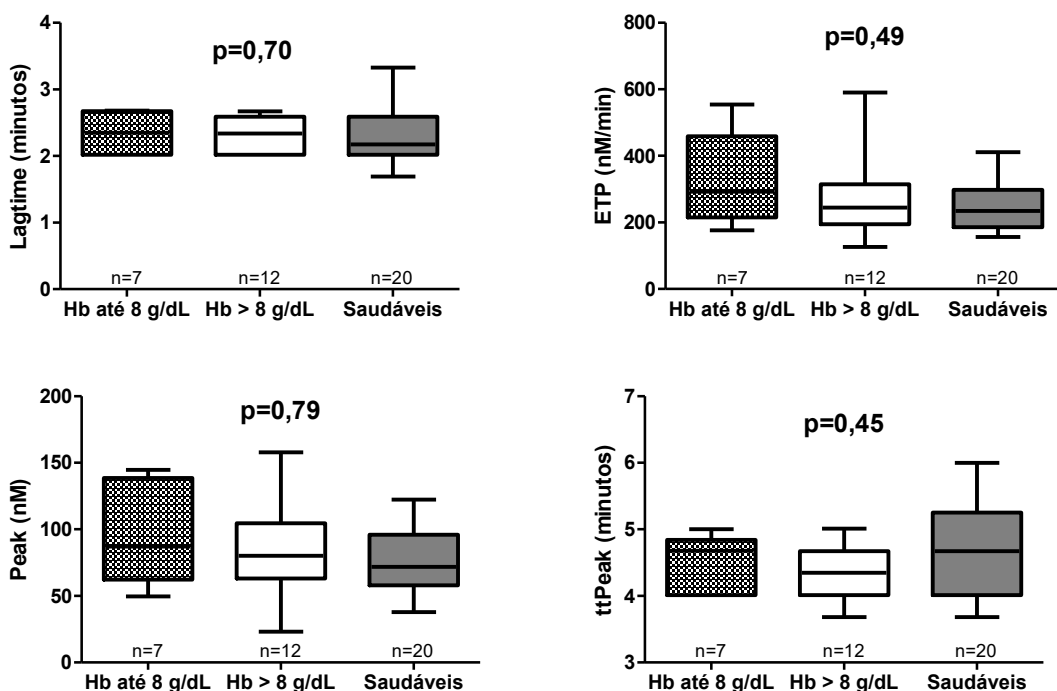 Lagtime (minutos)
4
3
2
1
0
p=0,70
n=7
n=12
n=20
Hb até 8 g/dL
Hb > 8 g/dL
Saudáveis
ETP (nM/min)
800
600
400
200
0
p=0,49
n=7
n=12
n=20
Hb até 8 g/dL
Hb > 8 g/dL
Saudáveis
Peak (nM)
200
150
100
50
0
p=0,79
n=7
n=12
n=20
Hb até 8 g/dL
Hb > 8 g/dL
Saudáveis
ttPeak (minutos)
7
6
5
4
3
p=0,45
n=7
n=12
n=20
Hb até 8 g/dL
Hb > 8 g/dL
Saudáveis